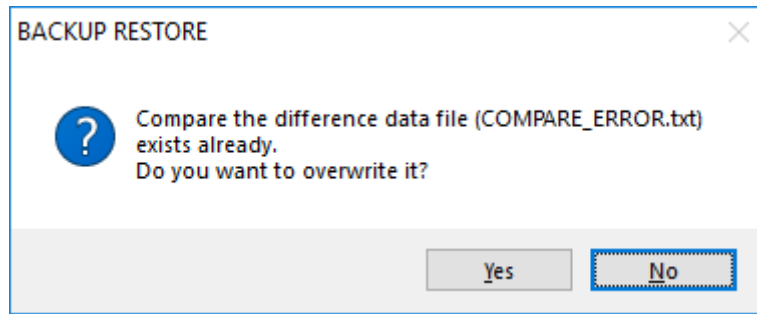 BACKUP RESTORE
Compare the difference data file (COMPARE_ERROR.txt)
exists already.
Do you want to overwrite it?
Yes
No